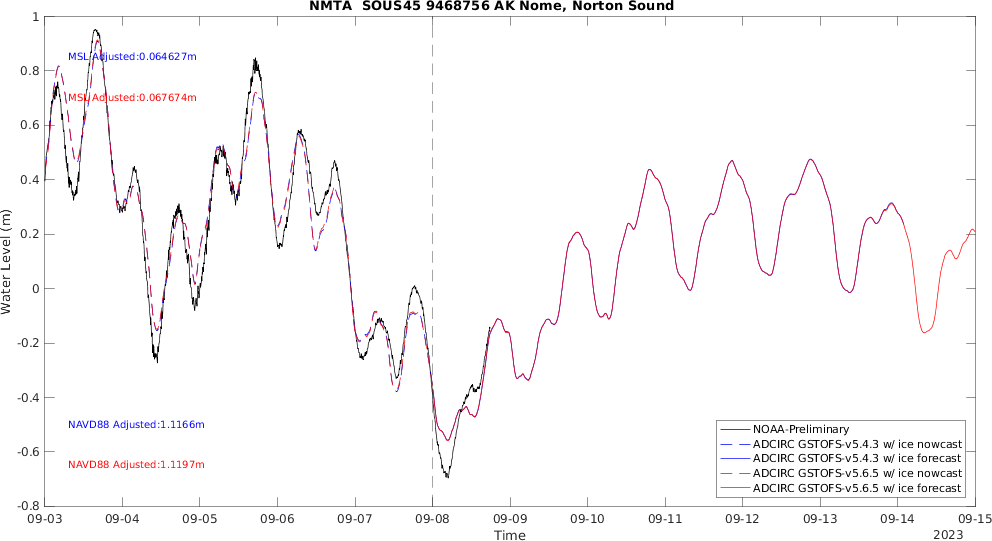 NMTA SOUS45 9468756 AK Nome, Norton Sound
1
0.8
0.6
0.4
0.2
0
-0.2
-0.4
-0.6
-0.8
Water Level (m)
MSL Adjusted:0.064627m
MSL Adjusted:0.067674m
NAVD88 Adjusted:1.1166m
NAVD88 Adjusted:1.1197m
NOAA-Preliminary
ADCIRC GSTOFS-v5.4.3 w/ ice nowcast
ADCIRC GSTOFS-v5.4.3 w/ ice forecast
ADCIRC GSTOFS-v5.6.5 w/ ice nowcast
ADCIRC GSTOFS-v5.6.5 w/ ice forecast
09-03 09-04 09-05 09-06 09-07 09-08 09-09 09-10 09-11 09-12 09-13 09-14 09-15
Time
2023